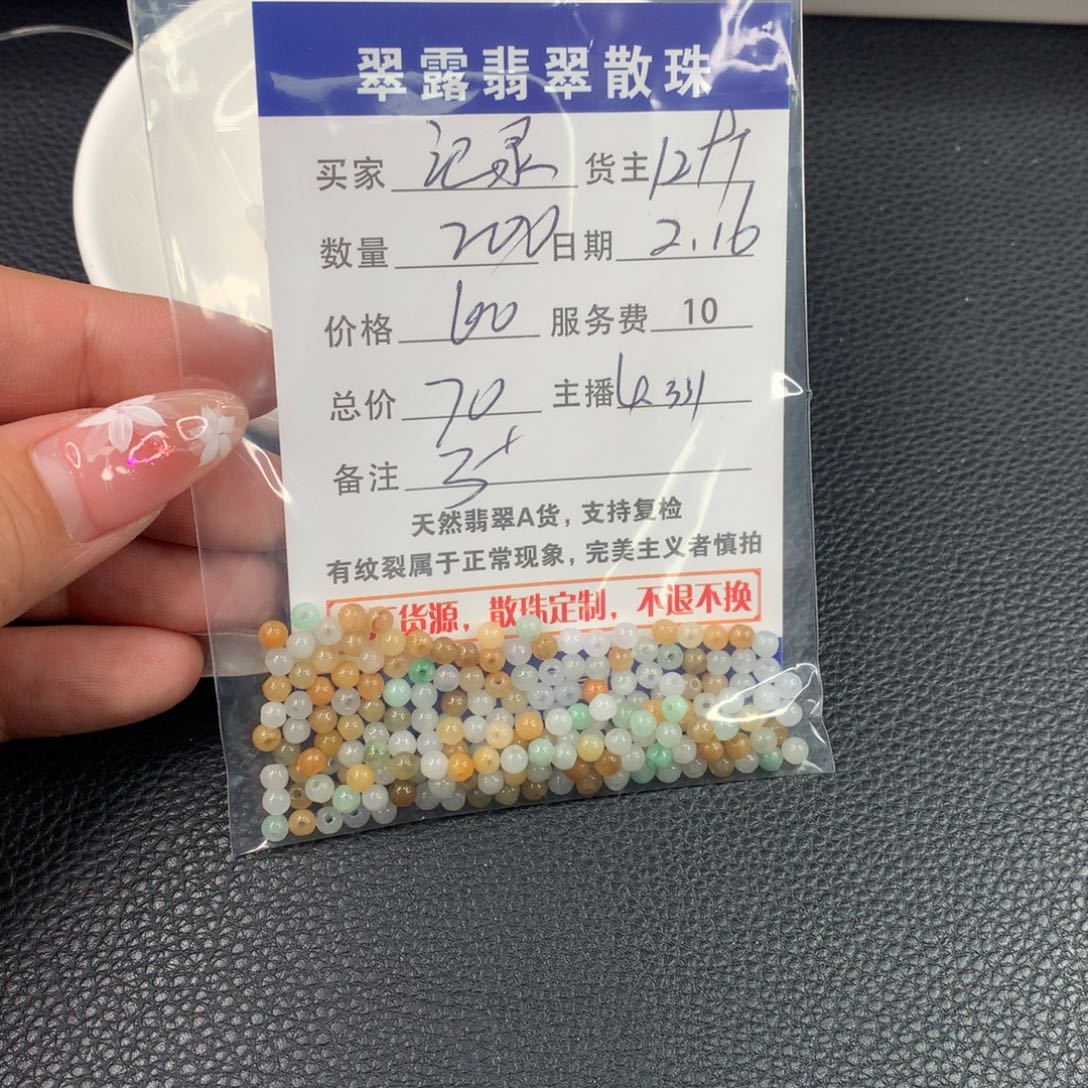 翠露翡翠散珠
买家 记录 货主
数量 200 日期 2.16
价格 60 服务费 10
总价 70 主播
备注 3+
天然翡翠A货，支持复检
有纹裂属于正常现象，完美主义者慎拍
货源，散珠定制，不退不换